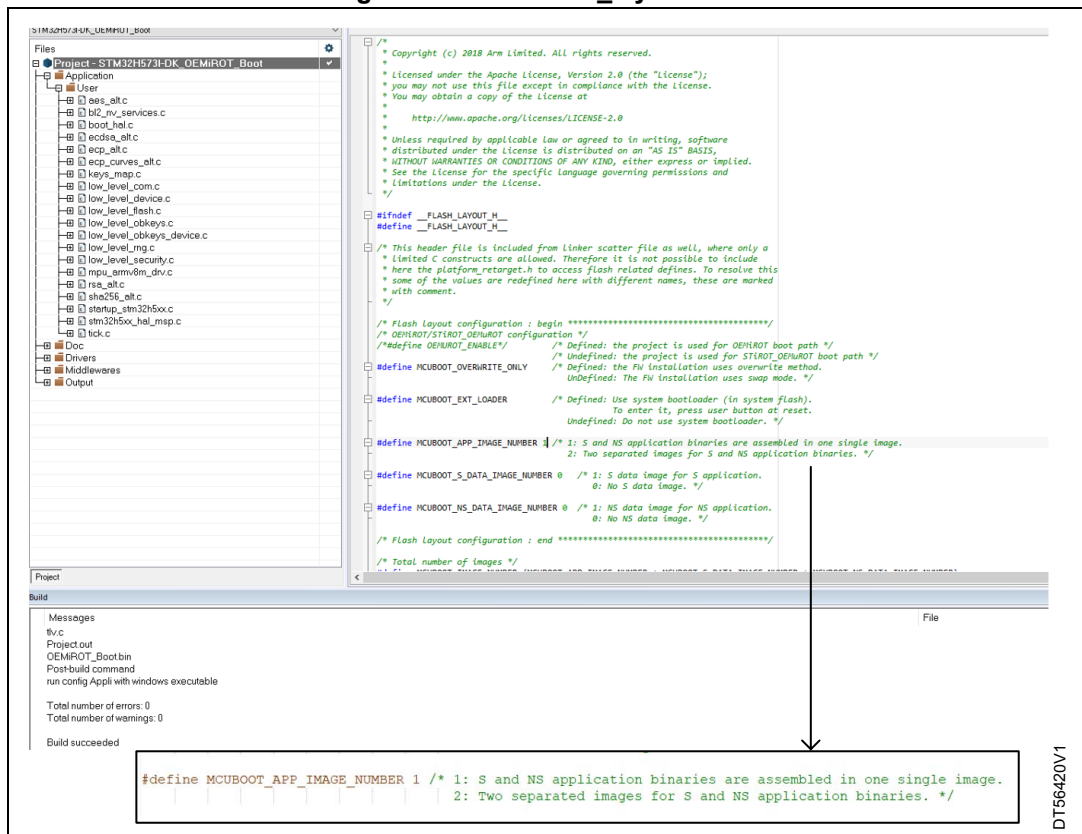 STM32H573I-DK_OEMiROT_Boot
Files
Project - STM32H573I-DK_OEMiROT_Boot
Application
User
aes_alt.c
bl2_nv_services.c
boot_hal.c
ecdsa_alt.c
ecp_alt.c
ecp_curves_alt.c
keys_map.c
low_level_com.c
low_level_device.c
low_level_flash.c
low_level_obkeys.c
low_level_obkeys_device.c
low_level_rng.c
low_level_security.c
mpu_armv8m_drv.c
rsa_alt.c
sha256_alt.c
startup_stm32h5xx.c
stm32h5xx_hal_msp.c
tick.c
Doc
Drivers
Middlewares
Output
Project
/*
* Copyright (c) 2018 Arm Limited. All rights reserved.
*
* Licensed under the Apache License, Version 2.0 (the "License");
* you may not use this file except in compliance with the License.
* You may obtain a copy of the License at
*
* http://www.apache.org/licenses/LICENSE-2.0
*
* Unless required by applicable law or agreed to in writing, software
* distributed under the License is distributed on an "AS IS" BASIS,
* WITHOUT WARRANTIES OR CONDITIONS OF ANY KIND, either express or implied.
* See the License for the specific language governing permissions and
* limitations under the License.
*/
#ifndef __FLASH_LAYOUT_H__
#define __FLASH_LAYOUT_H__
/* This header file is included from linker scatter file as well, where only a
* limited C constructs are allowed. Therefore it is not possible to include
* here the platform_retarget.h to access flash related defines. To resolve this
* some of the values are redefined here with different names, these are marked
* with comment.
*/
/* Flash layout configuration : begin ****************************************/
/* OEMiROT/STiROT_OEMuROT configuration */
/*#define OEMUROT_ENABLE*/ /* Defined: the project is used for OEMiROT boot path */
/* Undefined: the project is used for STiROT_OEMuROT boot path */
#define MCUBOOT_OVERWRITE_ONLY /* Defined: the FW installation uses overwrite method.
UnDefined: The FW installation uses swap mode. */
#define MCUBOOT_EXT_LOADER /* Defined: Use system bootloader (in system flash).
To enter it, press user button at reset.
Undefined: Do not use system bootloader. */
#define MCUBOOT_APP_IMAGE_NUMBER 1 /* 1: S and NS application binaries are assembled in one single image.
2: Two separated images for S and NS application binaries. */
#define MCUBOOT_S_DATA_IMAGE_NUMBER 0 /* 1: S data image for S application.
0: No S data image. */
#define MCUBOOT_NS_DATA_IMAGE_NUMBER 0 /* 1: NS data image for NS application.
0: No NS data image. */
/* Flash layout configuration : end ******************************************/
/* Total number of images */
Build
Messages File
tlv.c
Project.out
OEMiROT_Boot.bin
Post-build command
run config Appli with windows executable
Total number of errors: 0
Total number of warnings: 0
Build succeeded
#define MCUBOOT_APP_IMAGE_NUMBER 1 /* 1: S and NS application binaries are assembled in one single image.
2: Two separated images for S and NS application binaries. */
DT56420V1